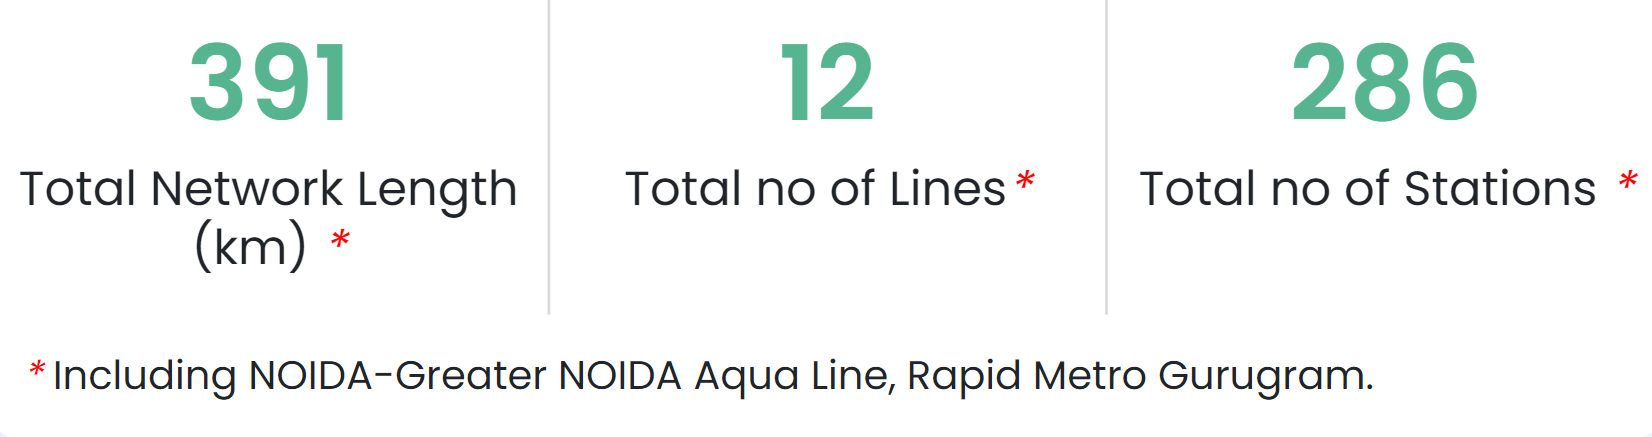 391
Total Network Length
(km) *
12
Total no of Lines*
286
Total no of Stations *
*Including NOIDA-Greater NOIDA Aqua Line, Rapid Metro Gurugram.